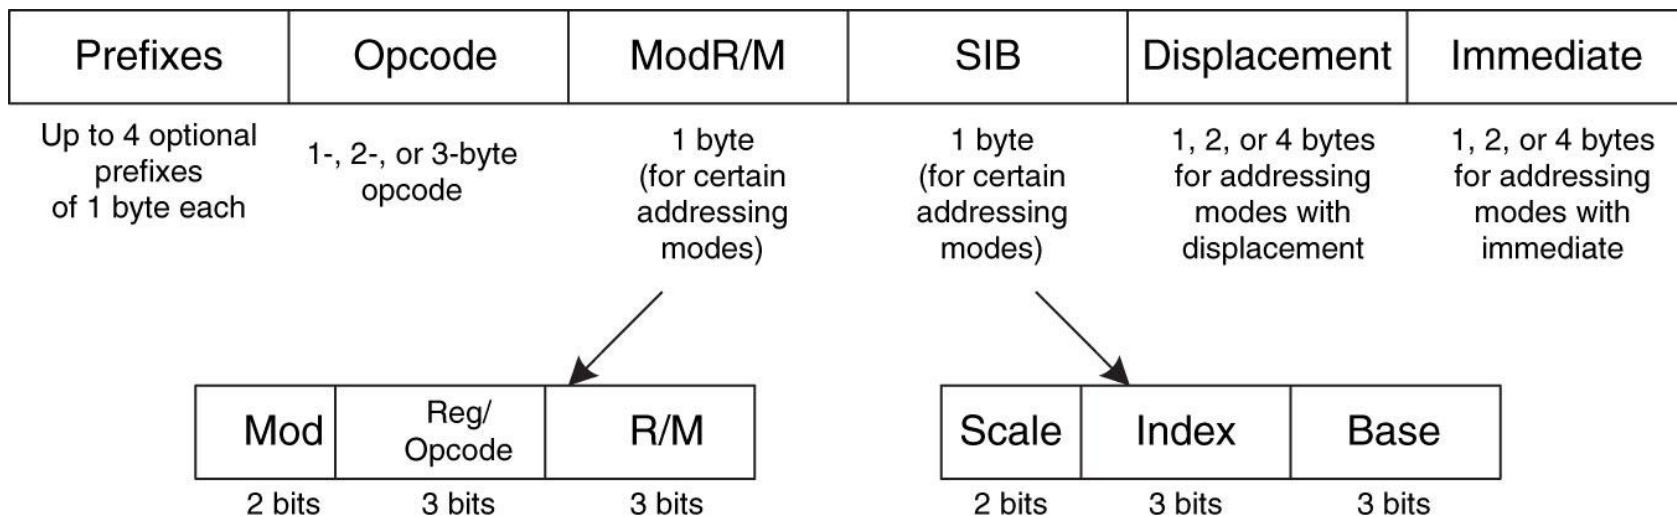 Prefixes Opcode ModR/M SIB Displacement Immediate
Up to 4 optional
prefixes
of 1 byte each
1-, 2-, or 3-byte
opcode
1 byte
(for certain
addressing
modes)
1 byte
(for certain
addressing
modes)
1, 2, or 4 bytes
for addressing
modes with
displacement
1, 2, or 4 bytes
for addressing
modes with
immediate
Mod
Reg/
Opcode
R/M
Scale
Index
Base
2 bits
3 bits
3 bits
2 bits
3 bits
3 bits